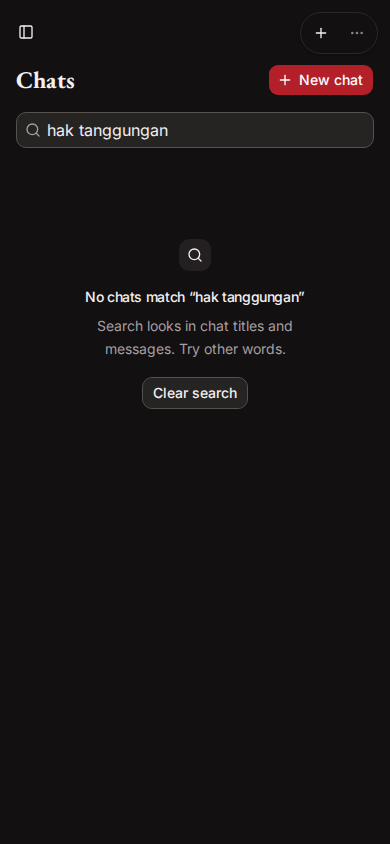 Chats
New chat
hak tanggungan
No chats match “hak tanggungan”
Search looks in chat titles and
messages. Try other words.
Clear search